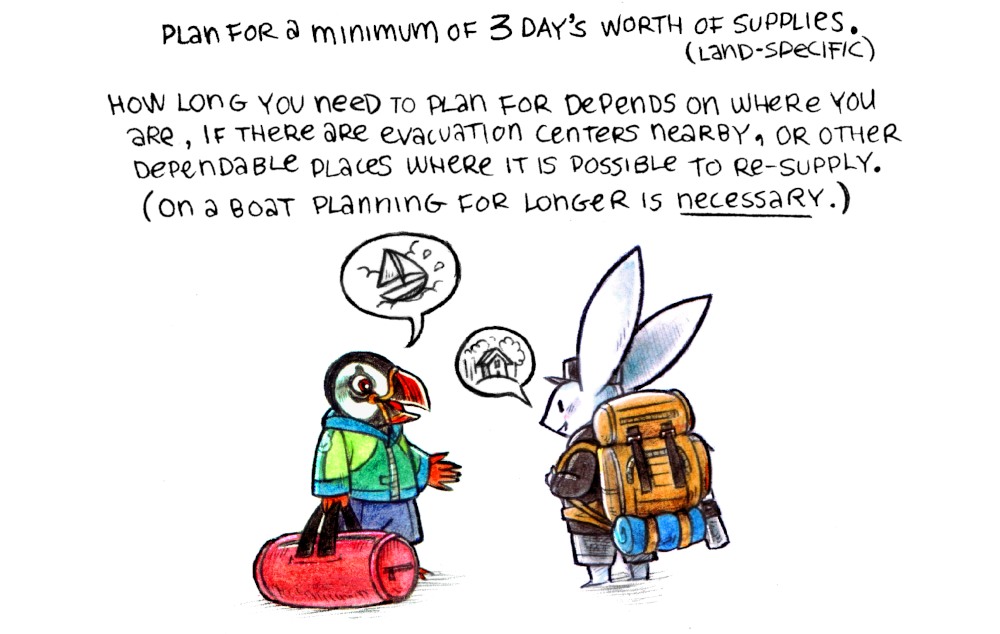 PLAN FOR A MINIMUM OF 3 DAY'S WORTH OF SUPPLIES.
(LAND-SPECIFIC)
HOW LONG YOU NEED TO PLAN FOR DEPENDS ON WHERE YOU
ARE, IF THERE ARE EVACUATION CENTERS NEARBY, OR OTHER
DEPENDABLE PLACES WHERE IT IS POSSIBLE TO RE-SUPPLY.
(ON A BOAT PLANNING FOR LONGER IS NECESSARY.)